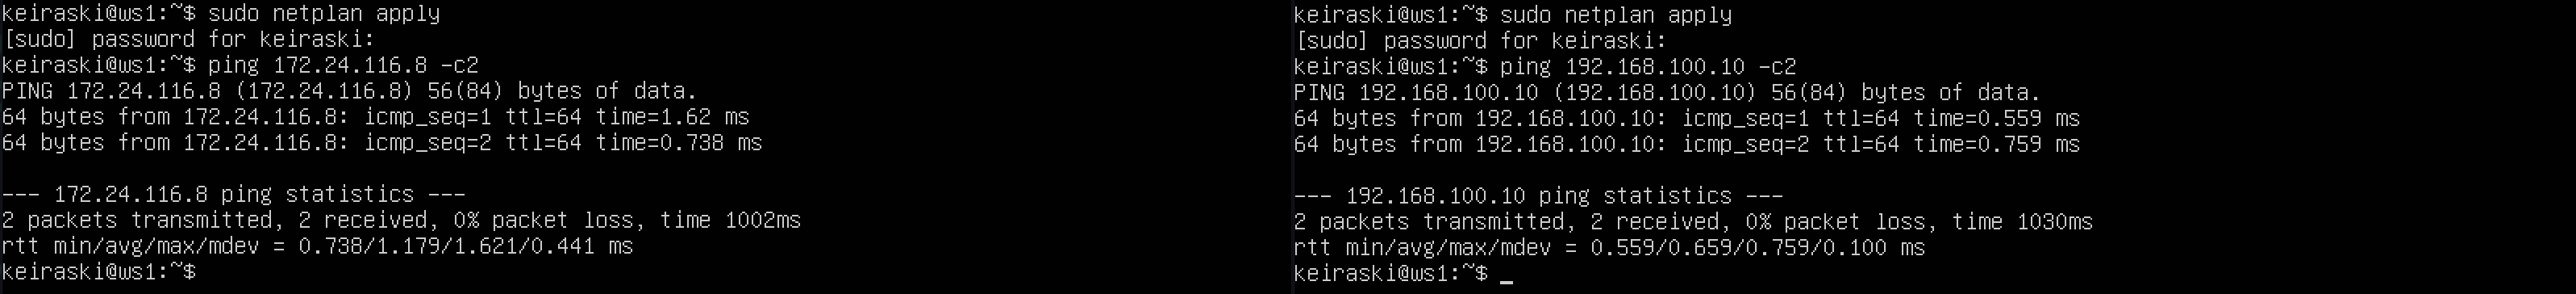 keiraski@ws1:~$ sudo netplan apply
[sudo] password for keiraski:
keiraski@ws1:~$ ping 172.24.116.8 -c2
PING 172.24.116.8 (172.24.116.8) 56(84) bytes of data.
64 bytes from 172.24.116.8: icmp_seq=1 ttl=64 time=1.62 ms
64 bytes from 172.24.116.8: icmp_seq=2 ttl=64 time=0.738 ms
--- 172.24.116.8 ping statistics ---
2 packets transmitted, 2 received, 0% packet loss, time 1002ms
rtt min/avg/max/mdev = 0.738/1.179/1.621/0.441 ms
keiraski@ws1:~$
keiraski@ws1:~$ sudo netplan apply
[sudo] password for keiraski:
keiraski@ws1:~$ ping 192.168.100.10 -c2
PING 192.168.100.10 (192.168.100.10) 56(84) bytes of data.
64 bytes from 192.168.100.10: icmp_seq=1 ttl=64 time=0.559 ms
64 bytes from 192.168.100.10: icmp_seq=2 ttl=64 time=0.759 ms
--- 192.168.100.10 ping statistics ---
2 packets transmitted, 2 received, 0% packet loss, time 1030ms
rtt min/avg/max/mdev = 0.559/0.659/0.759/0.100 ms
keiraski@ws1:~$ _